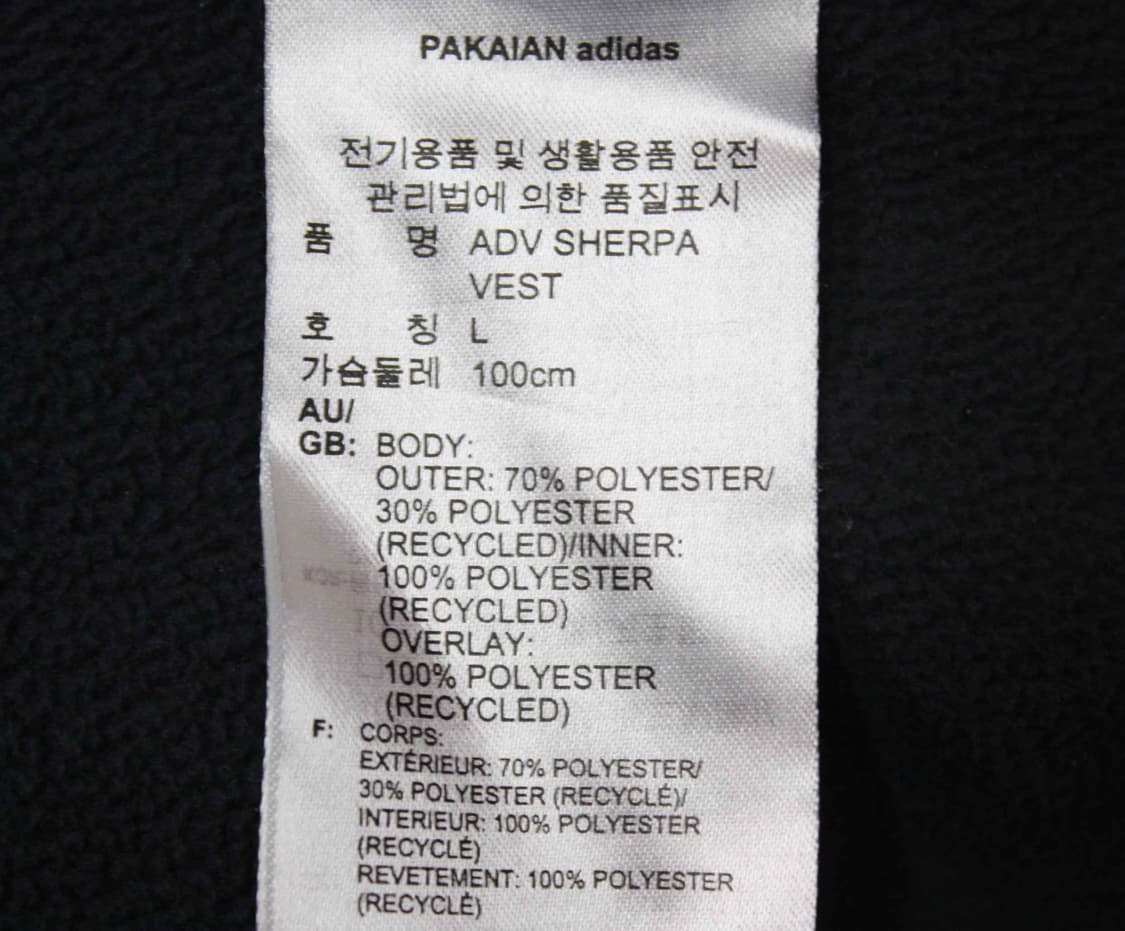 PAKAIAN adidas
전기용품 및 생활용품 안전
관리법에 의한 품질표시
품 명 ADV SHERPA
VEST
호 칭 L
가슴둘레 100cm
AU/
GB: BODY:
OUTER: 70% POLYESTER/
30% POLYESTER
(RECYCLED)/INNER:
100% POLYESTER
(RECYCLED)
OVERLAY:
100% POLYESTER
(RECYCLED)
F: CORPS:
EXTÉRIEUR: 70% POLYESTER/
30% POLYESTER (RECYCLÉ)/
INTERIEUR: 100% POLYESTER
(RECYCLÉ)
REVETEMENT: 100% POLYESTER
(RECYCLÉ)